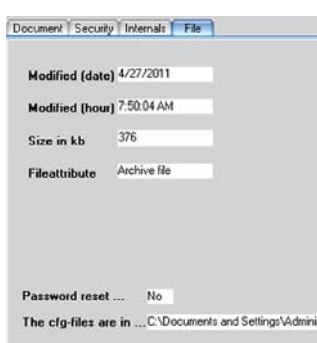 Document Security Internals File
Modified (date) 4/27/2011
Modified (hour) 7:50:04 AM
Size in kb 376
Fileattribute Archive file
Password reset ... No
The cfg-files are in ... C:\Documents and Settings\Admini